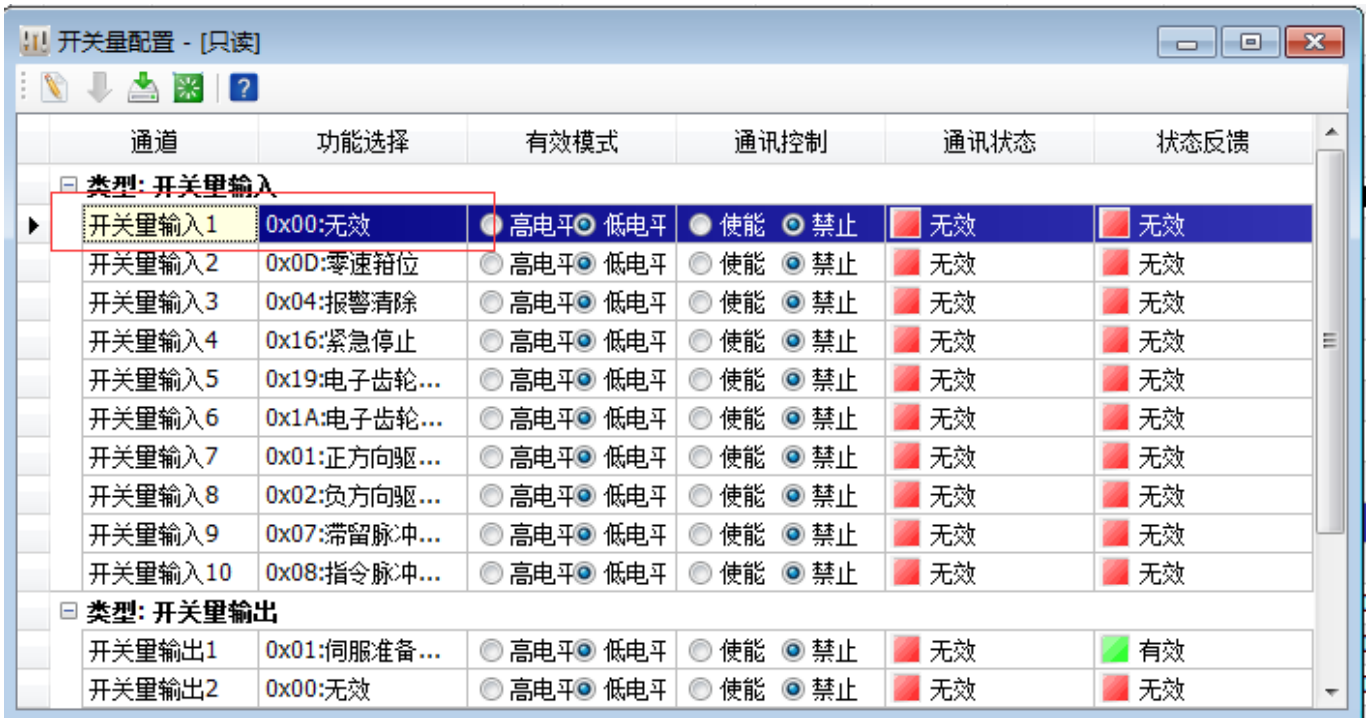 开关量配置 - [只读]
通道 功能选择 有效模式 通讯控制 通讯状态 状态反馈
类型: 开关量输入
开关量输入1 0x00:无效 高电平 低电平 使能 禁止 无效 无效
开关量输入2 0x0D:零速箝位 高电平 低电平 使能 禁止 无效 无效
开关量输入3 0x04:报警清除 高电平 低电平 使能 禁止 无效 无效
开关量输入4 0x16:紧急停止 高电平 低电平 使能 禁止 无效 无效
开关量输入5 0x19:电子齿轮... 高电平 低电平 使能 禁止 无效 无效
开关量输入6 0x1A:电子齿轮... 高电平 低电平 使能 禁止 无效 无效
开关量输入7 0x01:正方向驱... 高电平 低电平 使能 禁止 无效 无效
开关量输入8 0x02:负方向驱... 高电平 低电平 使能 禁止 无效 无效
开关量输入9 0x07:滞留脉冲... 高电平 低电平 使能 禁止 无效 无效
开关量输入10 0x08:指令脉冲... 高电平 低电平 使能 禁止 无效 无效
类型: 开关量输出
开关量输出1 0x01:伺服准备... 高电平 低电平 使能 禁止 无效 有效
开关量输出2 0x00:无效 高电平 低电平 使能 禁止 无效 无效